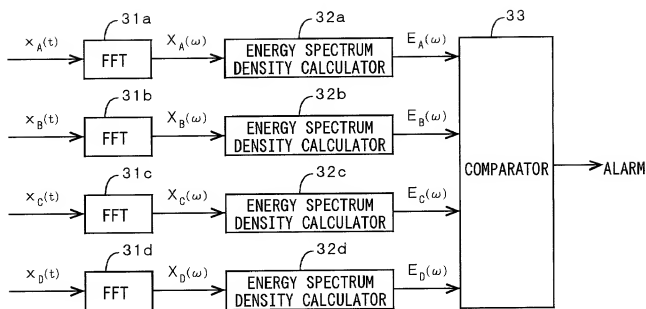 31a 32a 33
x_A(t) FFT X_A(ω) ENERGY SPECTRUM DENSITY CALCULATOR E_A(ω)
31b 32b
x_B(t) FFT X_B(ω) ENERGY SPECTRUM DENSITY CALCULATOR E_B(ω)
COMPARATOR ALARM
31c 32c
x_C(t) FFT X_C(ω) ENERGY SPECTRUM DENSITY CALCULATOR E_C(ω)
31d 32d
x_D(t) FFT X_D(ω) ENERGY SPECTRUM DENSITY CALCULATOR E_D(ω)